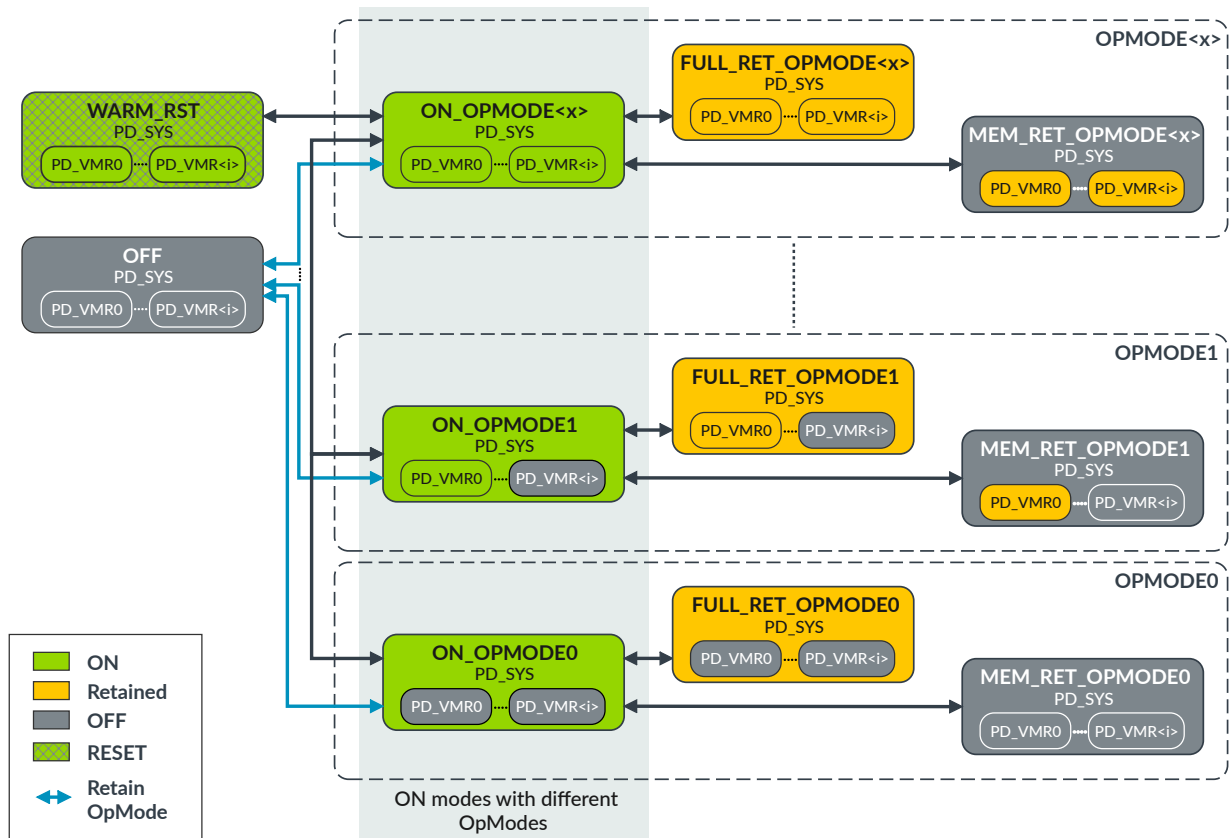 OPMODE<x>
WARM_RST
PD_SYS
PD_VMR0 ···· PD_VMR<i>
ON_OPMODE<x>
PD_SYS
PD_VMR0 ···· PD_VMR<i>
FULL_RET_OPMODE<x>
PD_SYS
PD_VMR0 ···· PD_VMR<i>
MEM_RET_OPMODE<x>
PD_SYS
PD_VMR0 ···· PD_VMR<i>
OFF
PD_SYS
PD_VMR0 ···· PD_VMR<i>
OPMODE1
ON_OPMODE1
PD_SYS
PD_VMR0 ···· PD_VMR<i>
FULL_RET_OPMODE1
PD_SYS
PD_VMR0 ···· PD_VMR<i>
MEM_RET_OPMODE1
PD_SYS
PD_VMR0 ···· PD_VMR<i>
OPMODE0
ON_OPMODE0
PD_SYS
PD_VMR0 ···· PD_VMR<i>
FULL_RET_OPMODE0
PD_SYS
PD_VMR0 ···· PD_VMR<i>
MEM_RET_OPMODE0
PD_SYS
PD_VMR0 ···· PD_VMR<i>
ON
Retained
OFF
RESET
Retain
OpMode
ON modes with different
OpModes